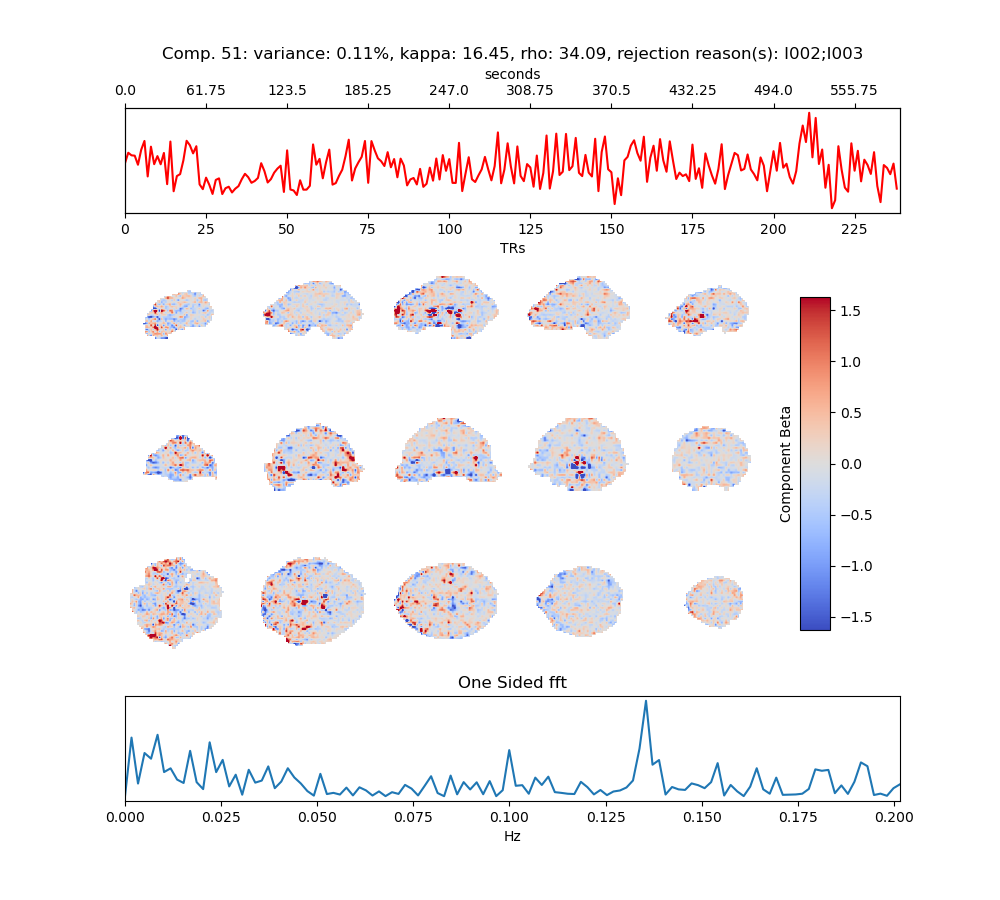 Comp. 51: variance: 0.11%, kappa: 16.45, rho: 34.09, rejection reason(s): I002;I003
seconds
0.0 61.75 123.5 185.25 247.0 308.75 370.5 432.25 494.0 555.75
0 25 50 75 100 125 150 175 200 225
TRs
Component Beta
1.5
1.0
0.5
0.0
−0.5
−1.0
−1.5
One Sided fft
0.000 0.025 0.050 0.075 0.100 0.125 0.150 0.175 0.200
Hz